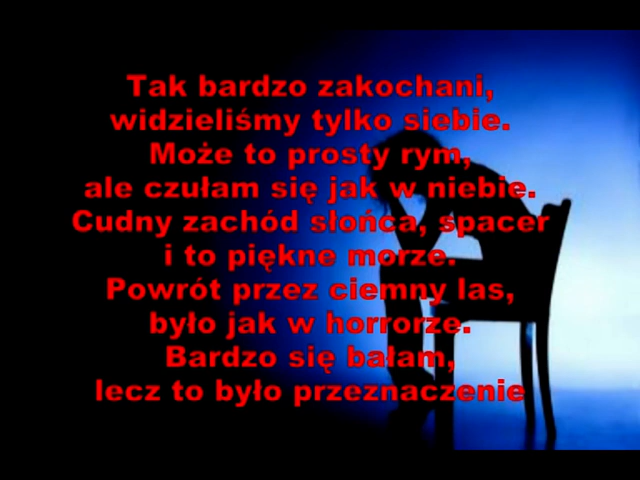 Tak bardzo zakochani,
widzieliśmy tylko siebie.
Może to prosty rym,
ale czułam się jak w niebie.
Cudny zachód słońca, spacer
i to piękne morze.
Powrót przez ciemny las,
było jak w horrorze.
Bardzo się bałam,
lecz to było przeznaczenie